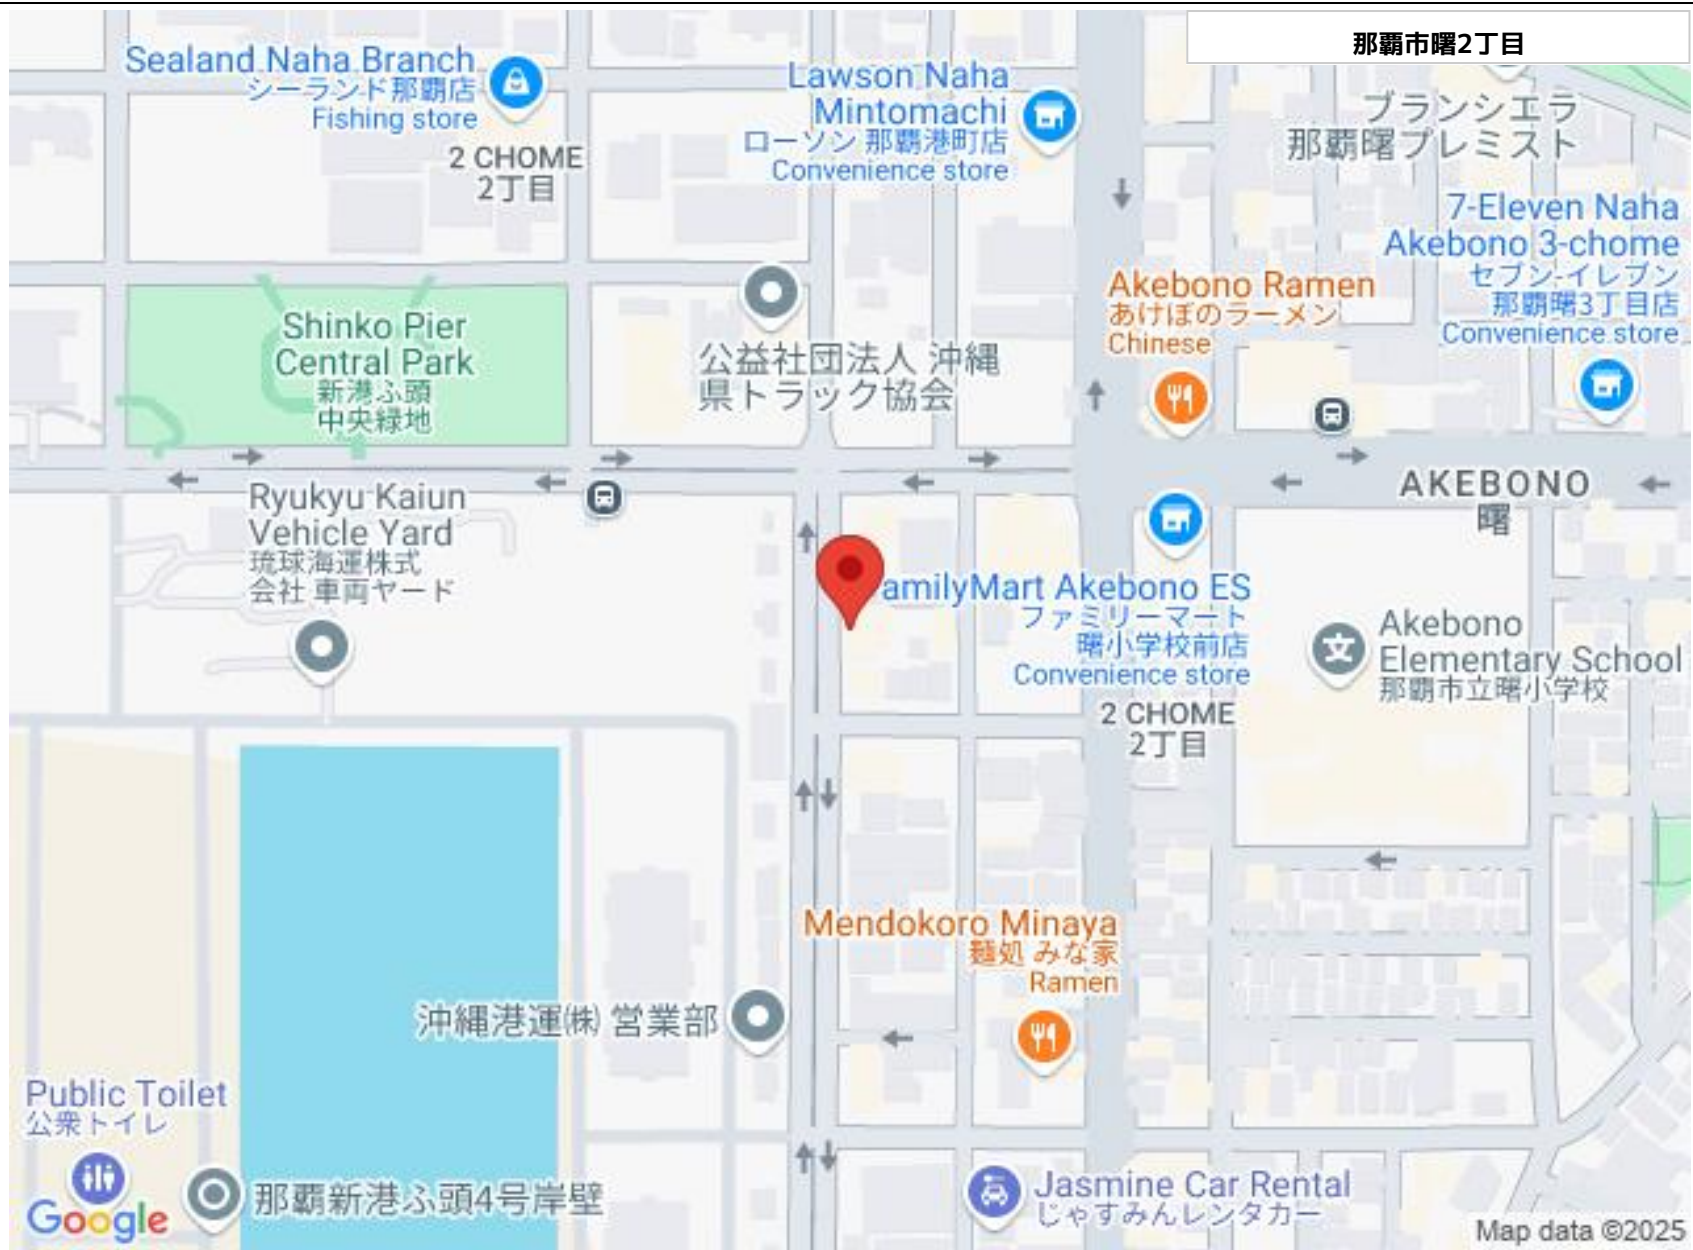 那覇市曙2丁目
Sealand Naha Branch
シーランド那覇店
Fishing store
2 CHOME
2丁目
Lawson Naha
Mintomachi
ローソン 那覇港町店
Convenience store
ブランシエラ
那覇曙プレミスト
7-Eleven Naha
Akebono 3-chome
セブン-イレブン
那覇曙3丁目店
Convenience store
Akebono Ramen
あけぼのラーメン
Chinese
Shinko Pier
Central Park
新港ふ頭
中央緑地
公益社団法人 沖縄
県トラック協会
Ryukyu Kaiun
Vehicle Yard
琉球海運株式
会社 車両ヤード
AKEBONO
曙
amilyMart Akebono ES
ファミリーマート
曙小学校前店
Convenience store
Akebono
Elementary School
那覇市立曙小学校
2 CHOME
2丁目
Mendokoro Minaya
麺処 みな家
Ramen
沖縄港運㈱ 営業部
Public Toilet
公衆トイレ
那覇新港ふ頭4号岸壁
Jasmine Car Rental
じゃすみんレンタカー
Google
Map data ©2025